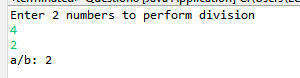 Enter 2 numbers to perform division
4
2
a/b: 2